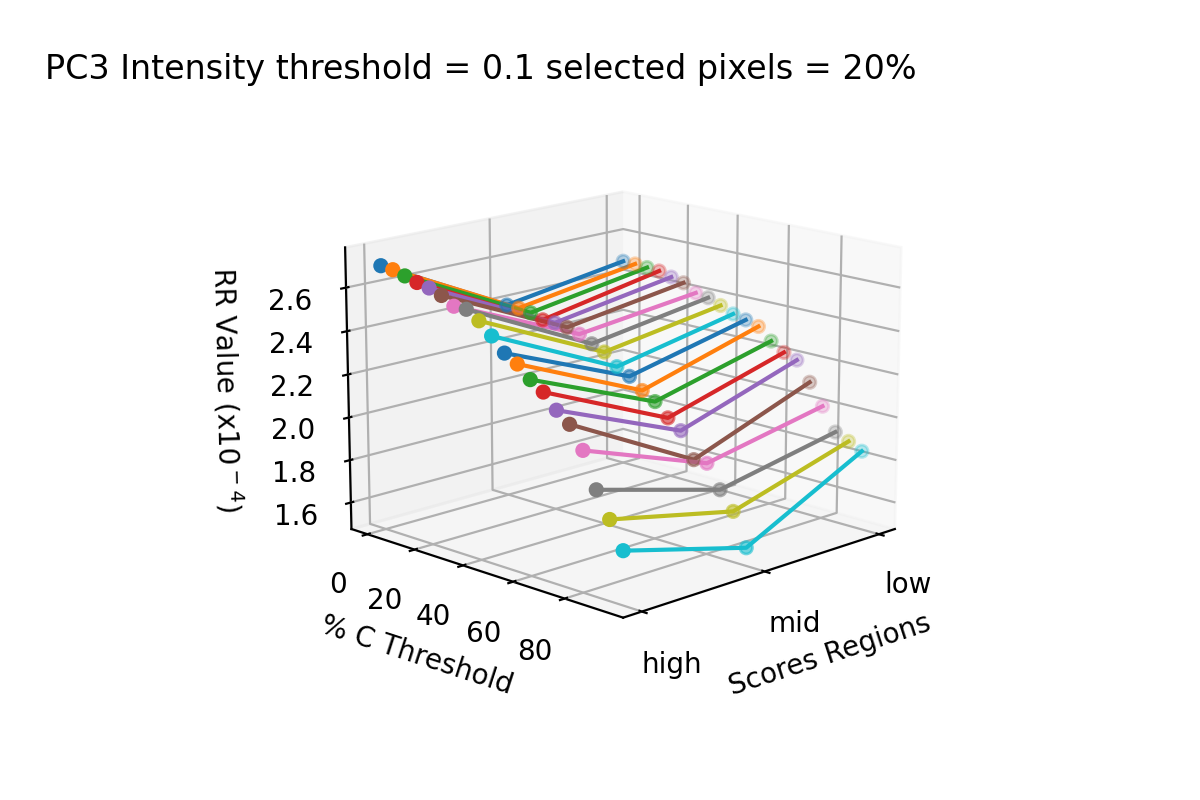 PC3 Intensity threshold = 0.1 selected pixels = 20%
RR Value (x10⁻⁴)
2.6
2.4
2.2
2.0
1.8
1.6
0
20
40
60
80
% C Threshold
high
mid
low
Scores Regions